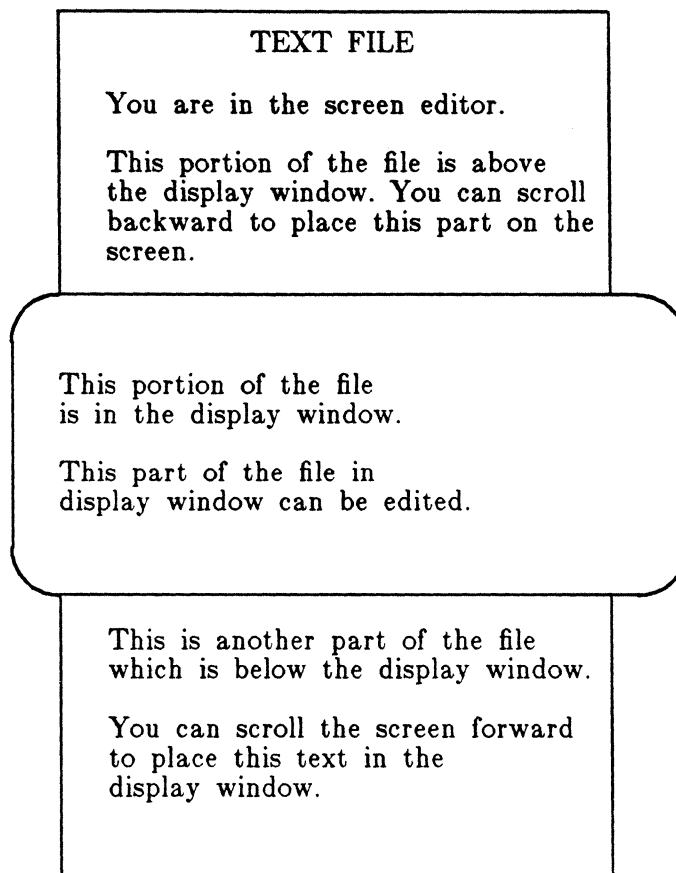 TEXT FILE
You are in the screen editor.
This portion of the file is above
the display window. You can scroll
backward to place this part on the
screen.
This portion of the file
is in the display window.
This part of the file in
display window can be edited.
This is another part of the file
which is below the display window.
You can scroll the screen forward
to place this text in the
display window.